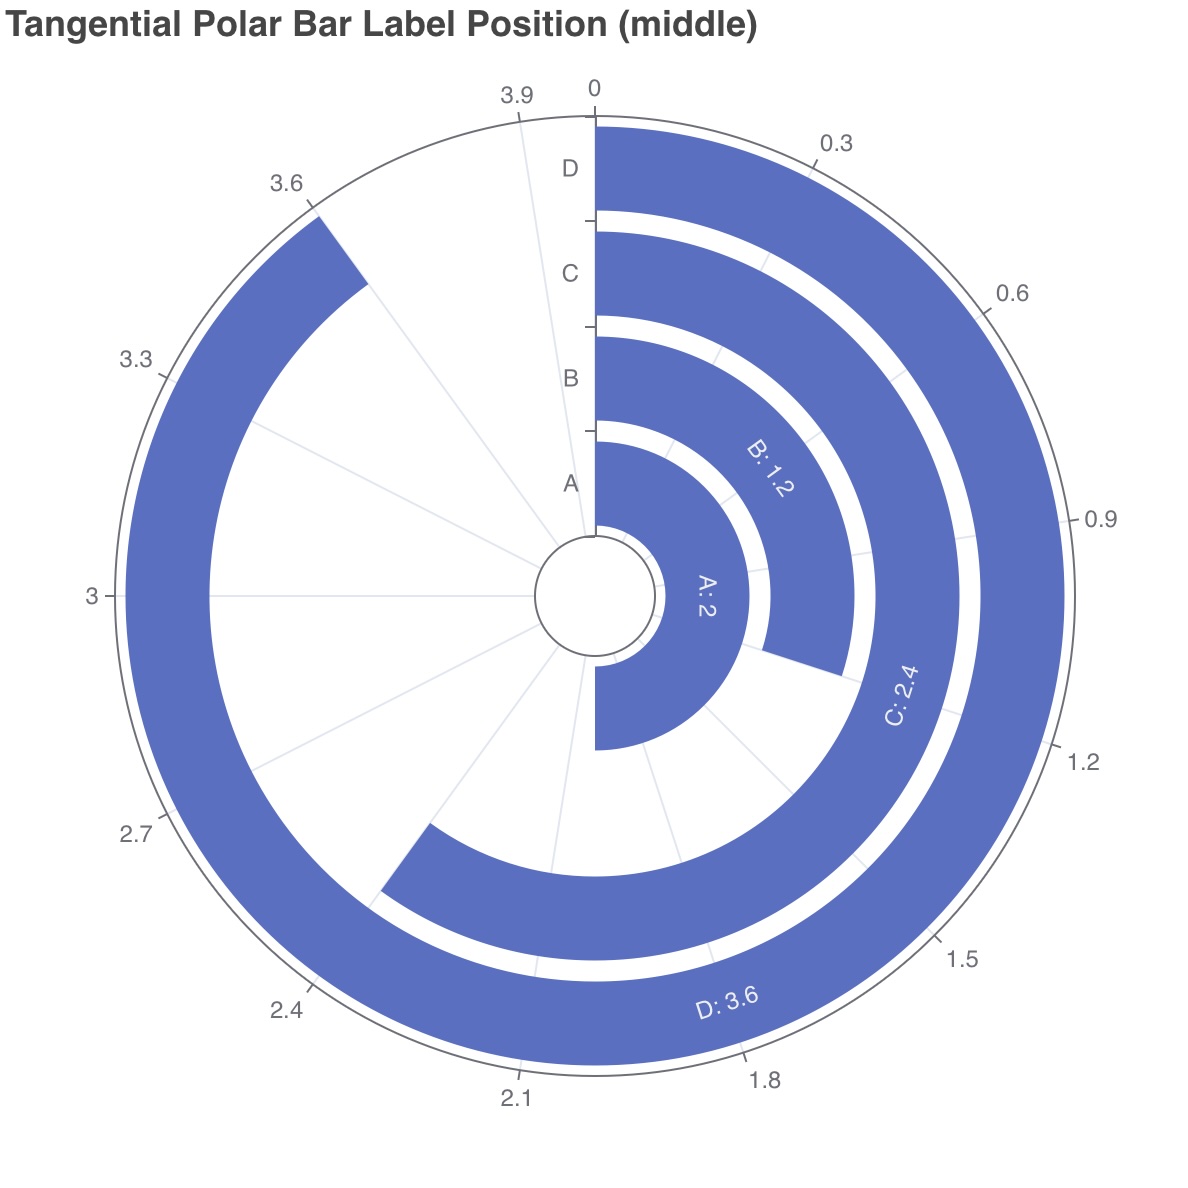 Tangential Polar Bar Label Position (middle)
0
0.3
0.6
0.9
1.2
1.5
1.8
2.1
2.4
2.7
3
3.3
3.6
3.9
D
C
B
A
B: 1.2
A: 2
C: 2.4
D: 3.6